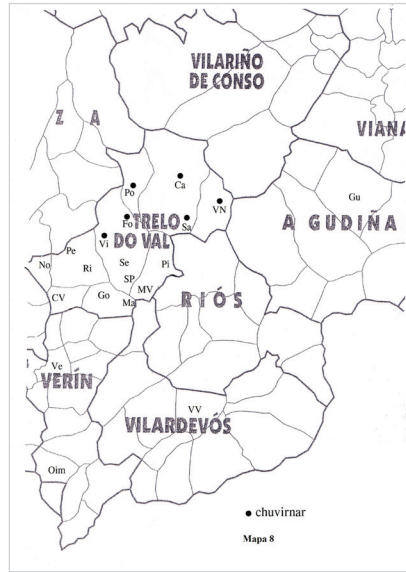 VILARIÑO
DE CONSO
Z A
VIANA
Ca
Po
VN
Gu
Fo
TRELO
Sa
A GUDIÑA
Vi
DO VAL
Pe
No
Ri
Se
Pi
SP
CV
Go
MV
Ma
RIÓS
Ve
VERÍN
VV
VILARDEVÓS
Oim
chuvirnar
Mapa 8